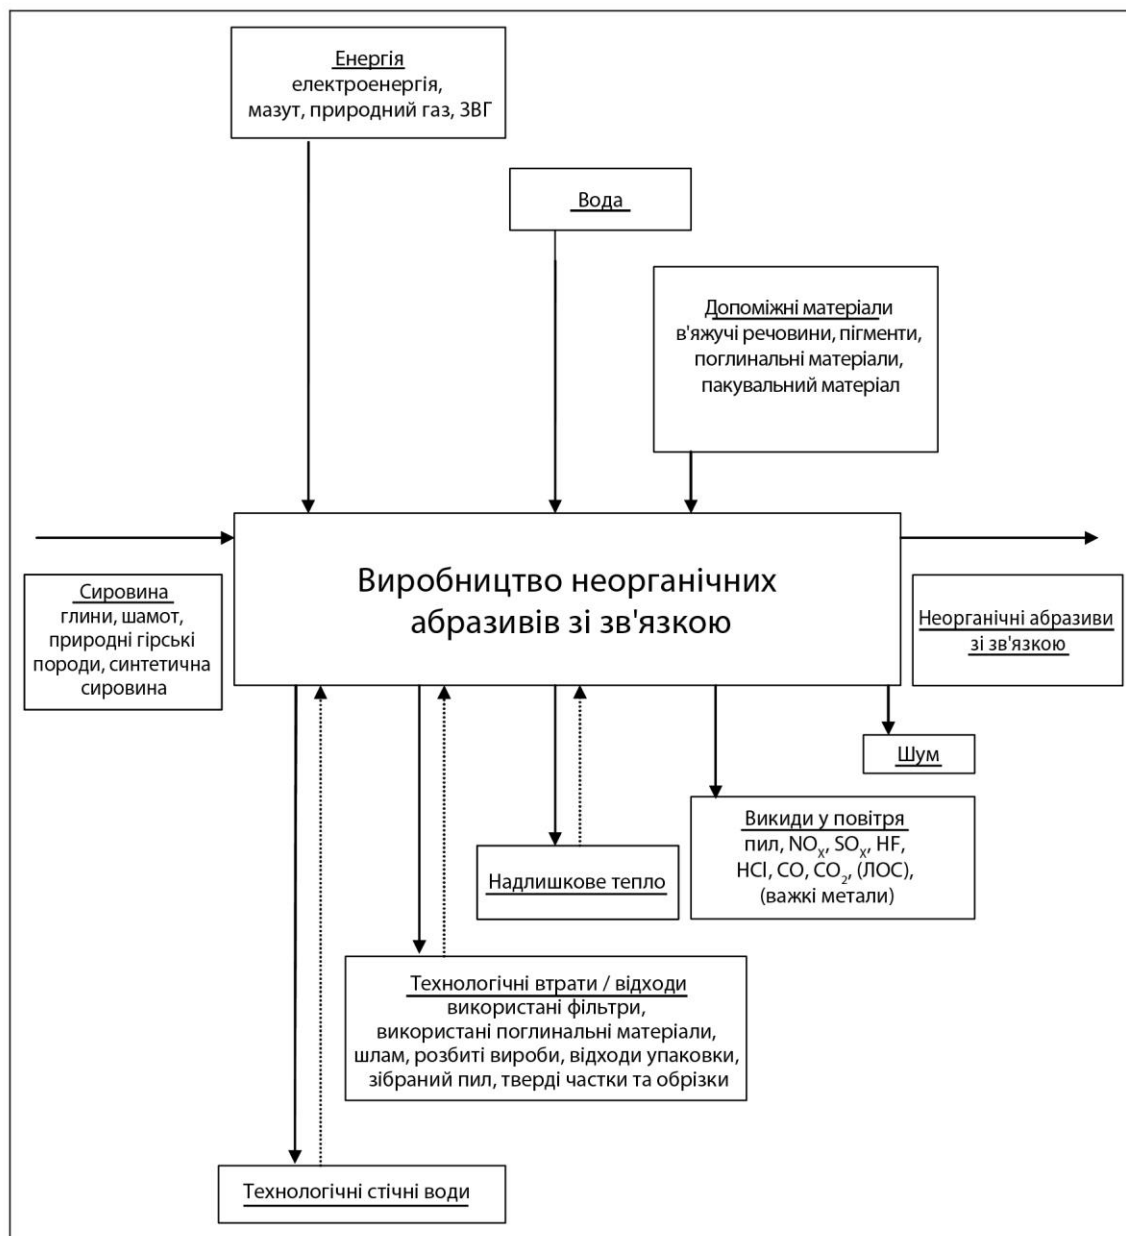 Енергія
електроенергія,
мазут, природний газ, ЗВГ
Вода
Допоміжні матеріали
в'яжучі речовини, пігменти,
поглинальні матеріали,
пакувальний матеріал
Виробництво неорганічних
абразивів зі зв'язкою
Сировина
глини, шамот,
природні гірські
породи, синтетична
сировина
Неорганічні абразиви
зі зв'язкою
Шум
Викиди у повітря
пил, NOₓ, SOₓ, HF,
HCl, CO, CO₂, (ЛОС),
(важкі метали)
Надлишкове тепло
Технологічні втрати / відходи
використані фільтри,
використані поглинальні матеріали,
шлам, розбиті вироби, відходи упаковки,
зібраний пил, тверді частки та обрізки
Технологічні стічні води